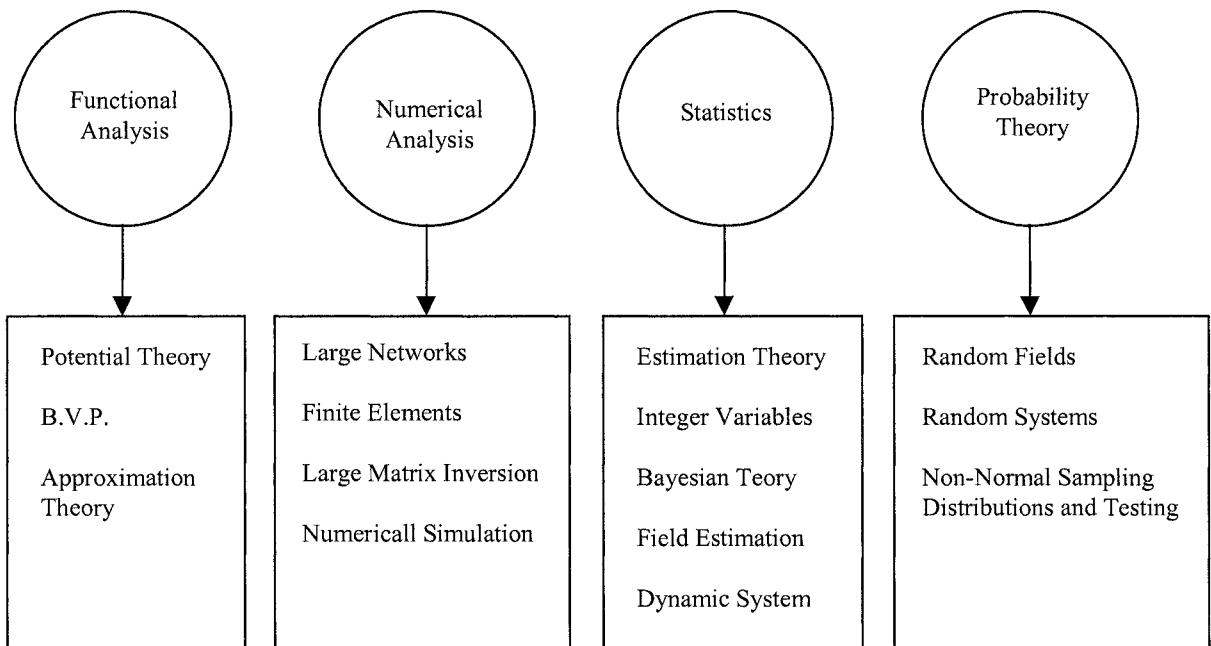 Functional
Analysis
Numerical
Analysis
Statistics
Probability
Theory
Potential Theory
B.V.P.
Approximation
Theory
Large Networks
Finite Elements
Large Matrix Inversion
Numericall Simulation
Estimation Theory
Integer Variables
Bayesian Teory
Field Estimation
Dynamic System
Random Fields
Random Systems
Non-Normal Sampling
Distributions and Testing